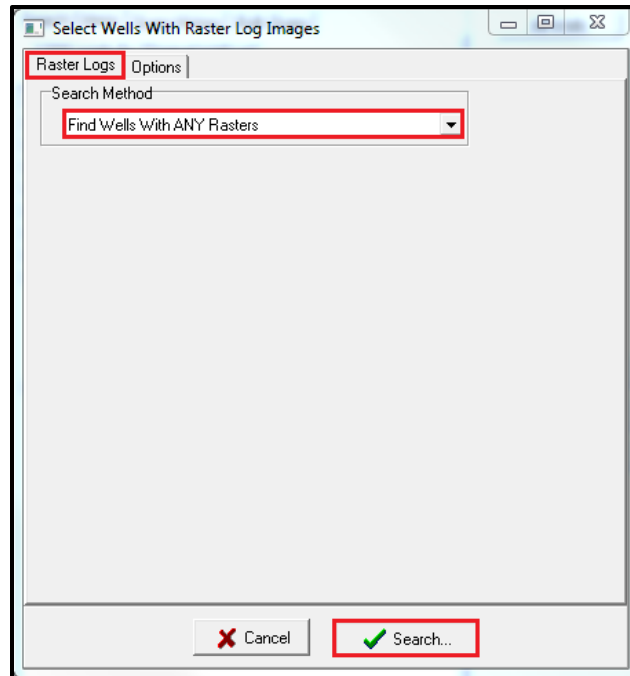 Select Wells With Raster Log Images
Raster Logs Options
Search Method
Find Wells With ANY Rasters
Cancel Search...